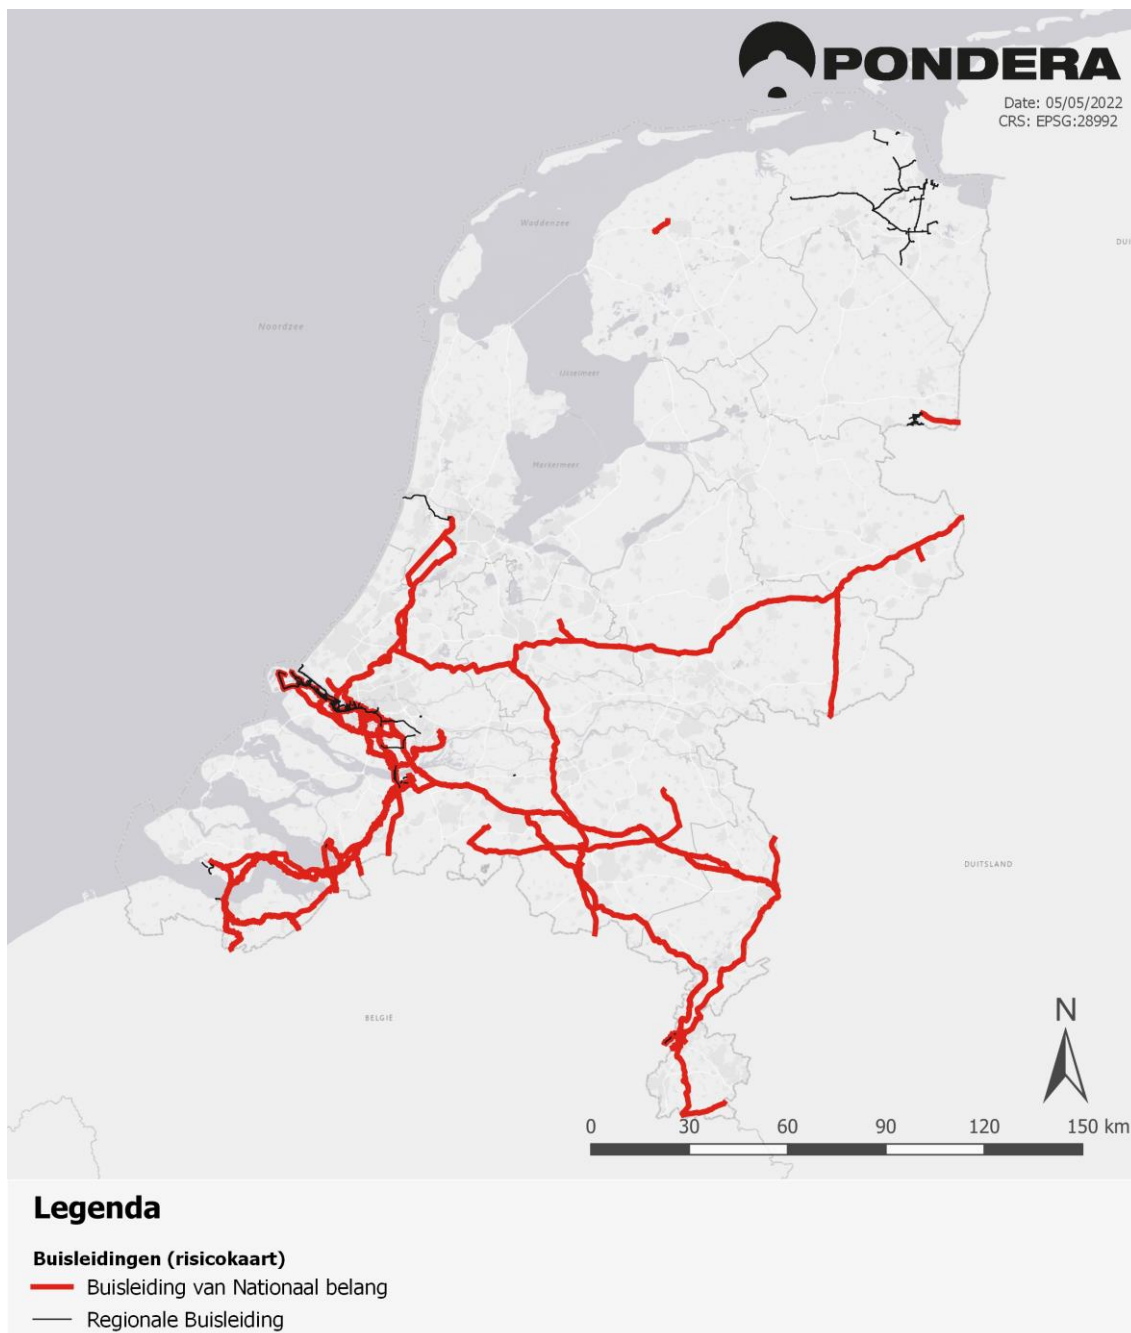 PONDERA
Date: 05/05/2022
CRS: EPSG:28992
Waddenzee
DUI
Noordzee
IJsselmeer
Markermeer
DUITSLAND
BELGIË
N
0 30 60 90 120 150 km
Legenda
Buisleidingen (risicokaart)
Buisleiding van Nationaal belang
Regionale Buisleiding